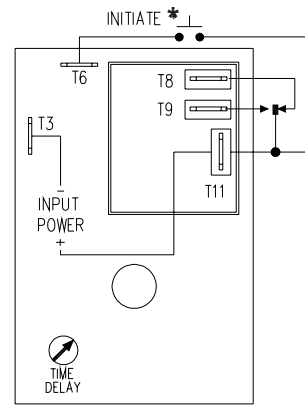 INITIATE *
T6
T8
T9
T3
T11
−
INPUT
POWER
+
TIME
DELAY